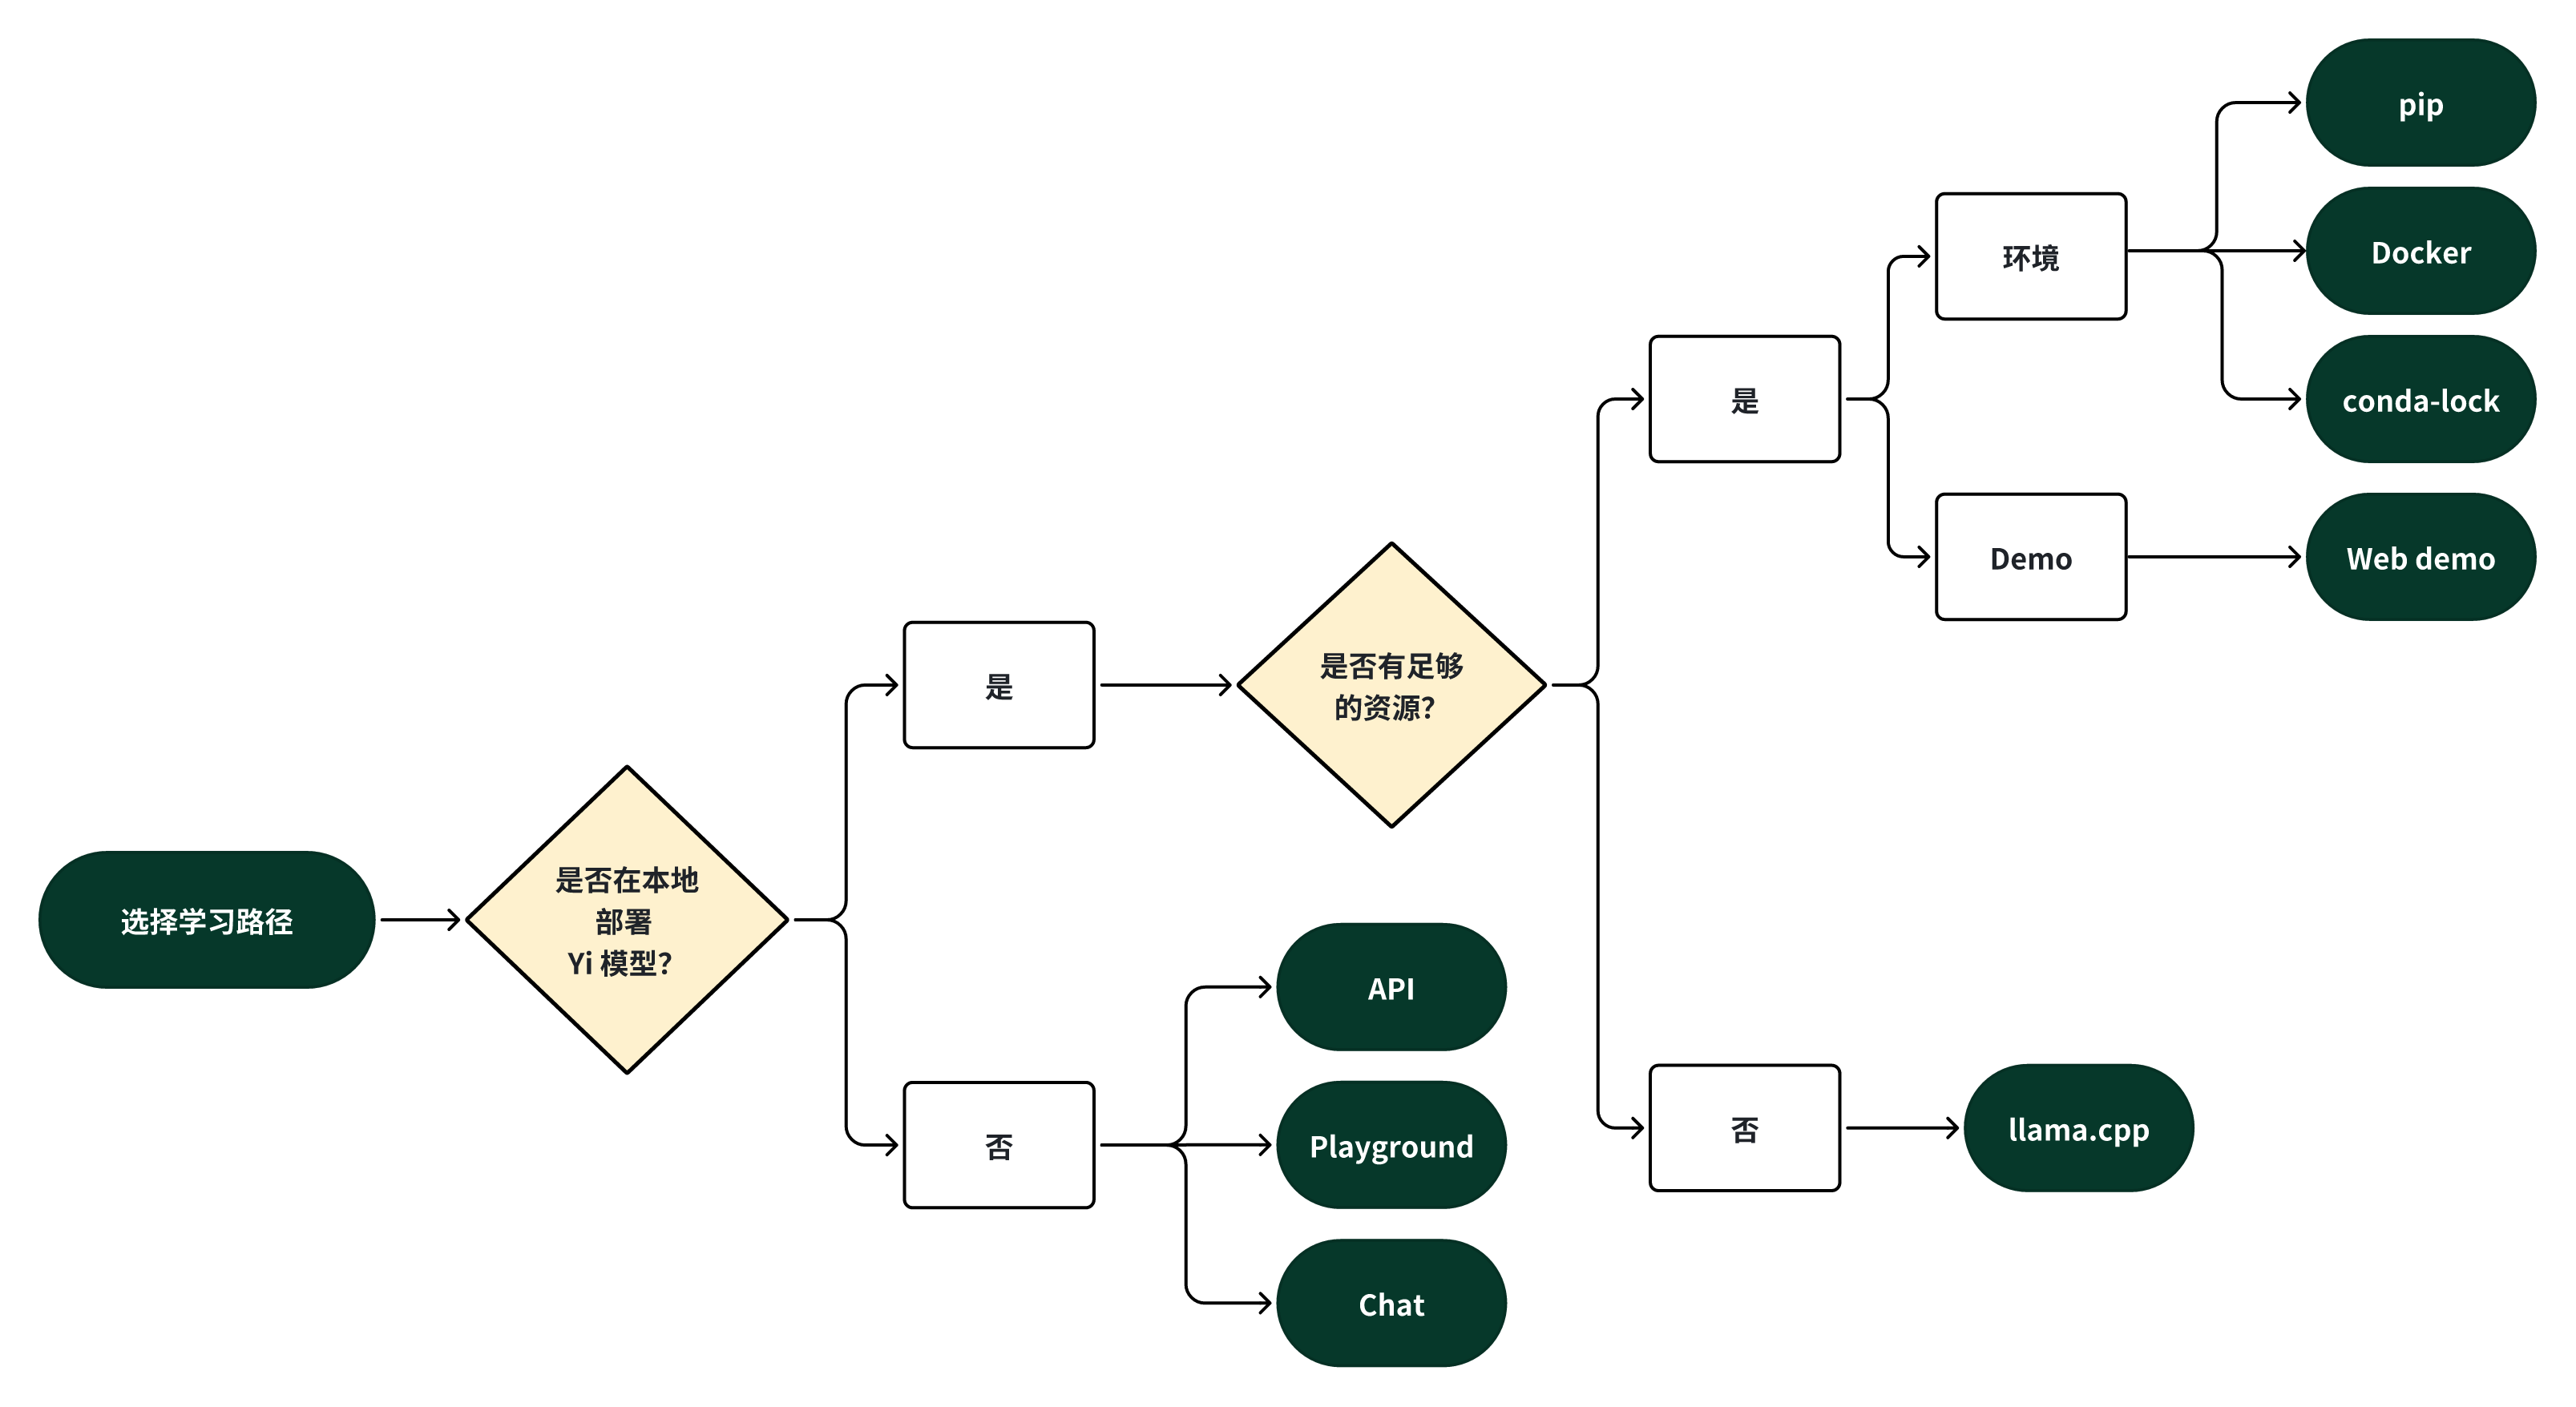 选择学习路径
是否在本地
部署
Yi 模型？
是
否
API
Playground
Chat
是否有足够
的资源？
是
否
环境
Demo
pip
Docker
conda-lock
Web demo
llama.cpp